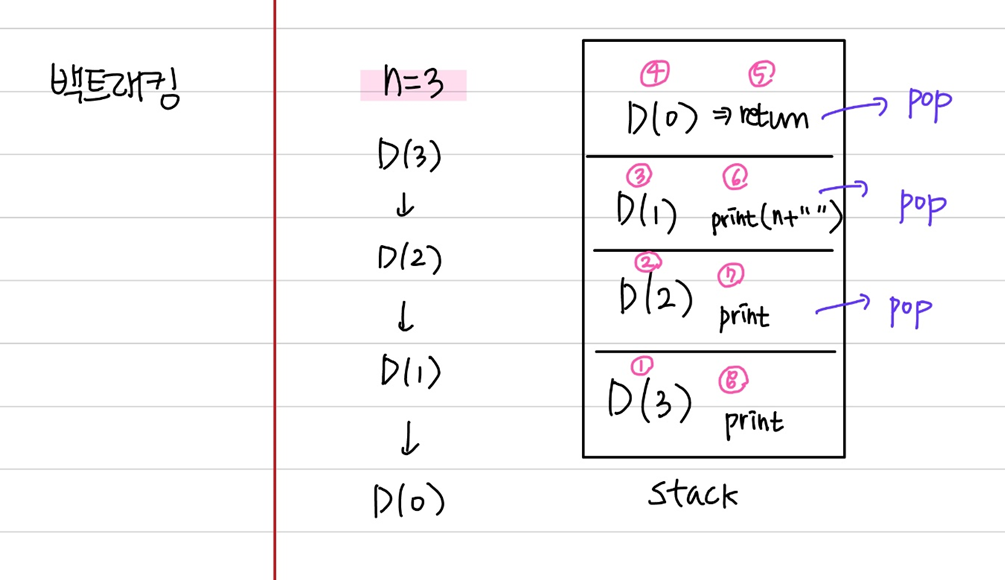 백트래킹
n=3
D(3)
↓
D(2)
↓
D(1)
↓
D(0)
④ ⑤
D(0) ⇒ return → pop
③ ⑥
D(1) print(n+" ") → pop
② ⑦
D(2) print → pop
① ⑧
D(3) print
stack